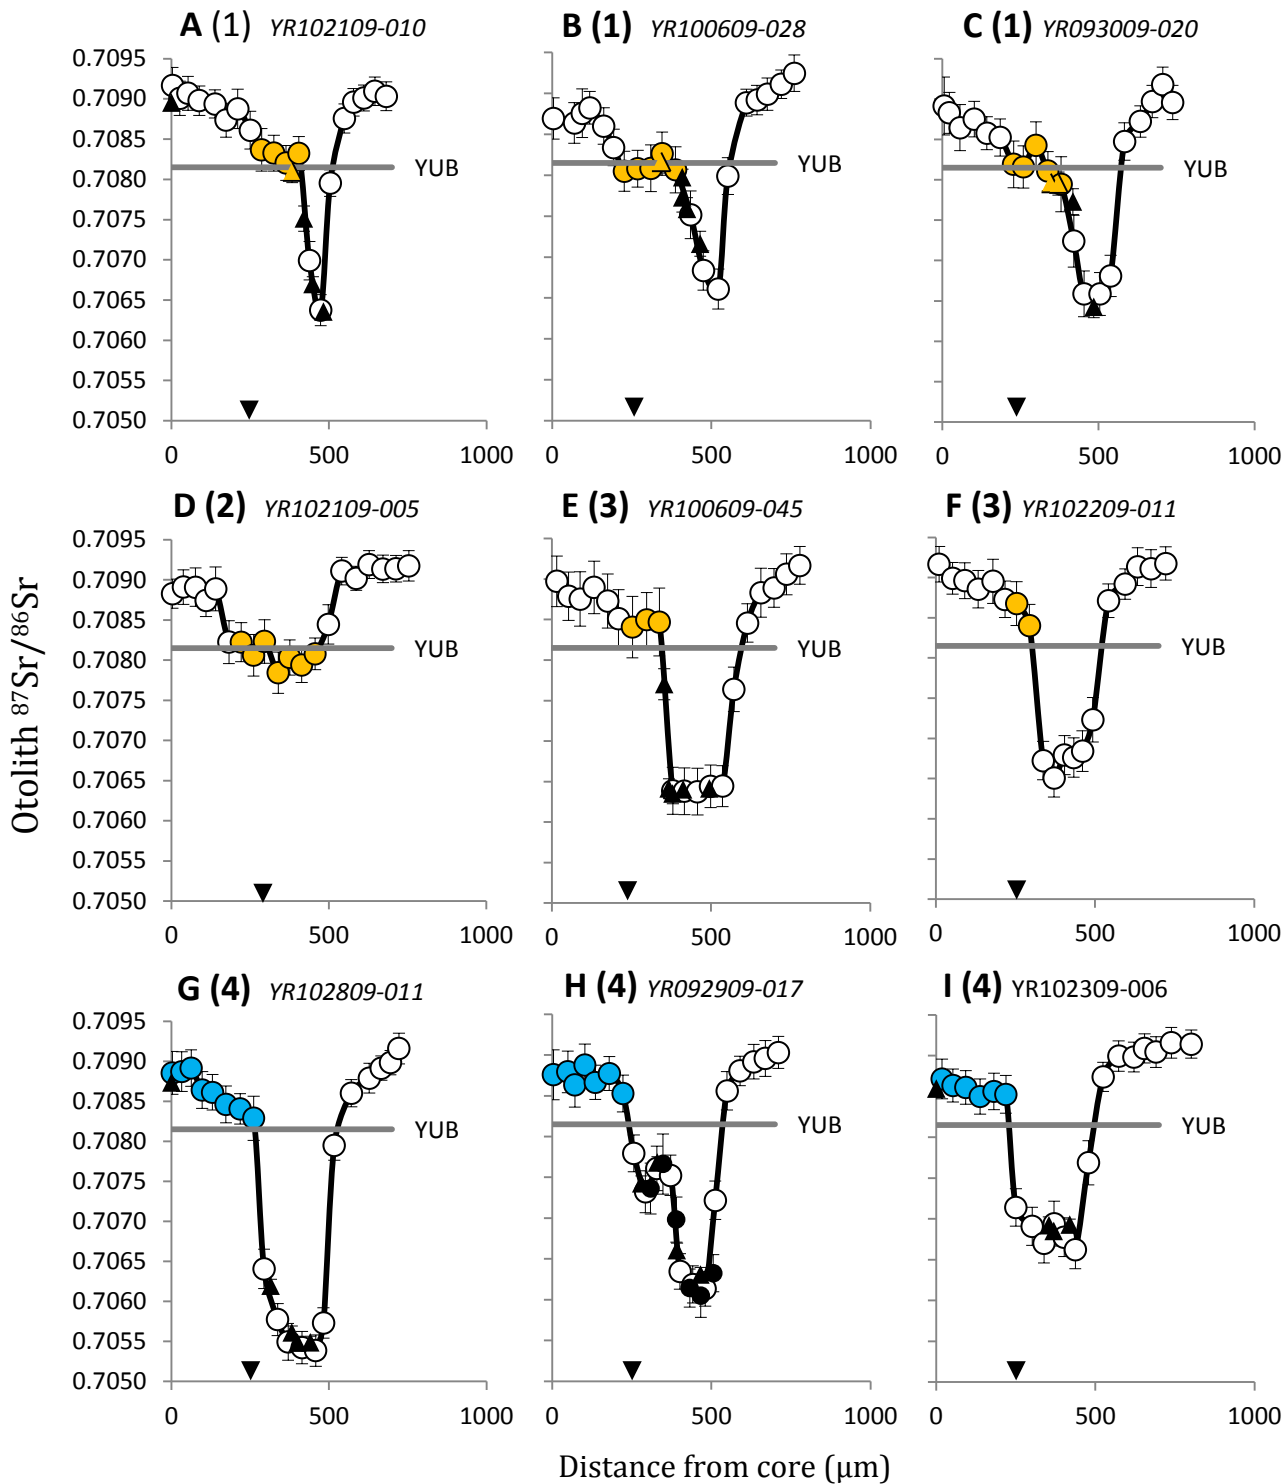 A (1) YR102109-010
B (1) YR100609-028
C (1) YR093009-020
0.7095
0.7090
0.7085
0.7080
0.7075
0.7070
0.7065
0.7060
0.7055
0.7050
YUB
YUB
YUB
0 500 1000
0 500 1000
0 500 1000
D (2) YR102109-005
E (3) YR100609-045
F (3) YR102209-011
0.7095
0.7090
0.7085
0.7080
0.7075
0.7070
0.7065
0.7060
0.7055
0.7050
YUB
YUB
YUB
0 500 1000
0 500 1000
0 500 1000
Otolith ⁸⁷Sr/⁸⁶Sr
G (4) YR102809-011
H (4) YR092909-017
I (4) YR102309-006
0.7095
0.7090
0.7085
0.7080
0.7075
0.7070
0.7065
0.7060
0.7055
0.7050
YUB
YUB
YUB
0 500 1000
0 500 1000
0 500 1000
Distance from core (μm)